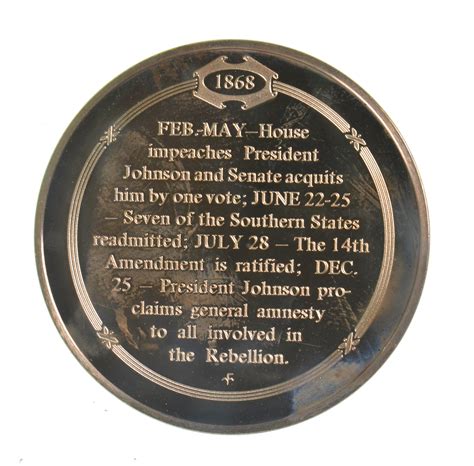 1868
FEB.-MAY—House
impeaches President
Johnson and Senate acquits
him by one vote; JUNE 22-25
— Seven of the Southern States
readmitted; JULY 28 — The 14th
Amendment is ratified; DEC.
25 — President Johnson pro-
claims general amnesty
to all involved in
the Rebellion.